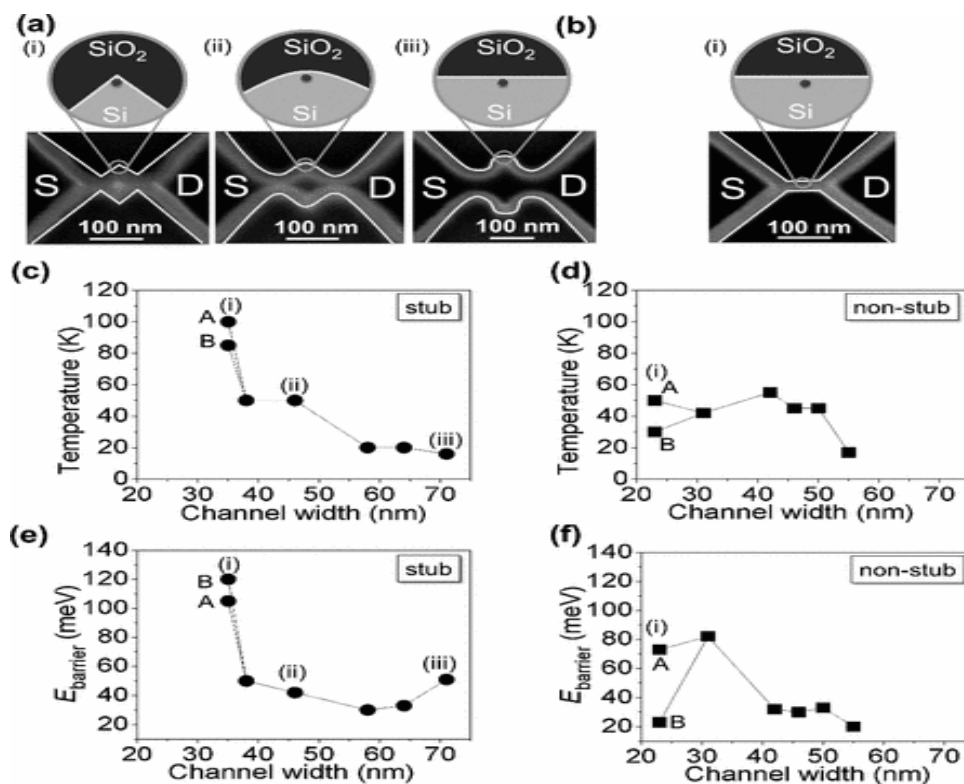 (a)
(i)
SiO2
Si
S
D
100 nm
(ii)
SiO2
Si
S
D
100 nm
(iii)
SiO2
Si
S
D
100 nm
(b)
(i)
SiO2
Si
S
D
100 nm
(c)
Temperature (K)
120
100
80
60
40
20
0
A
(i)
B
(ii)
(iii)
stub
20 30 40 50 60 70
Channel width (nm)
(d)
Temperature (K)
120
100
80
60
40
20
0
(i)
A
B
non-stub
20 30 40 50 60 70
Channel width (nm)
(e)
Ebarrier (meV)
140
120
100
80
60
40
20
(i)
B
A
(ii)
(iii)
stub
20 30 40 50 60 70
Channel width (nm)
(f)
Ebarrier (meV)
140
120
100
80
60
40
20
(i)
A
B
non-stub
20 30 40 50 60 70
Channel width (nm)